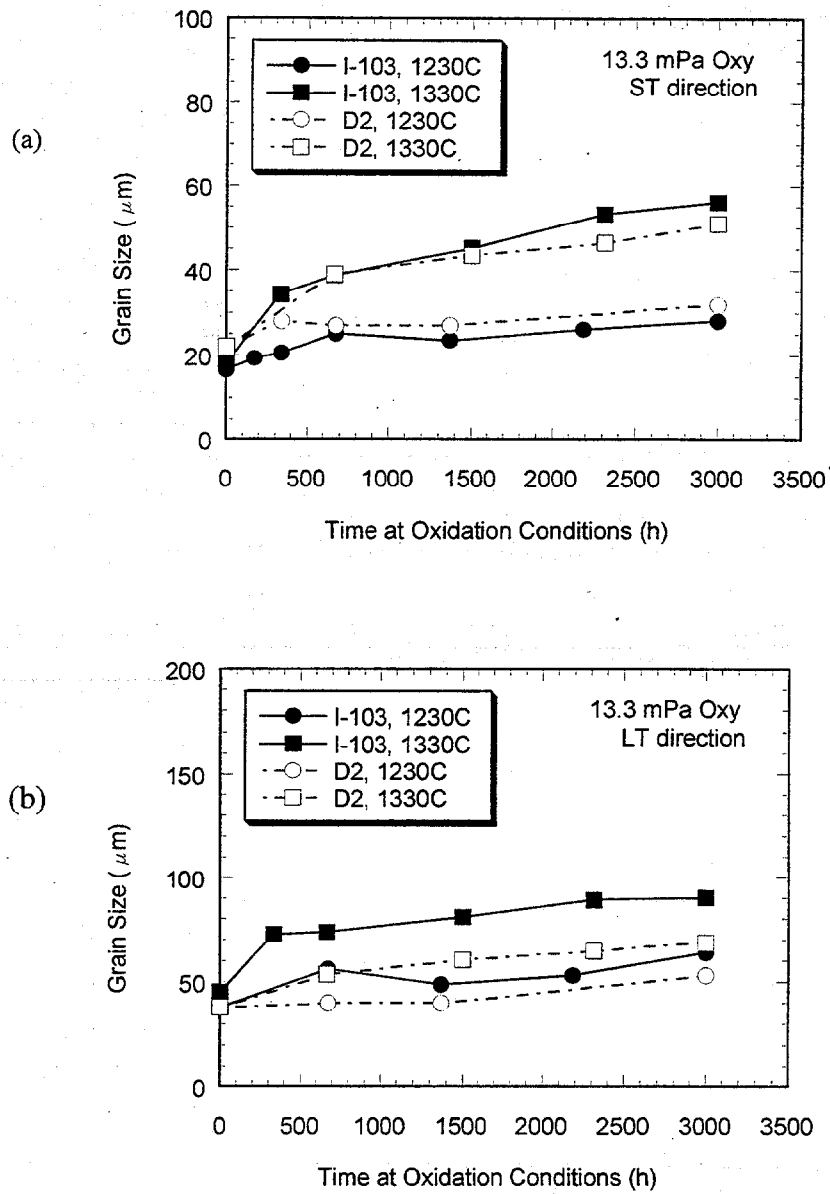 (a)
100
80
60
40
20
0
Grain Size ( μm)
I-103, 1230C
I-103, 1330C
D2, 1230C
D2, 1330C
13.3 mPa Oxy
ST direction
0 500 1000 1500 2000 2500 3000 3500
Time at Oxidation Conditions (h)
(b)
200
150
100
50
0
Grain Size ( μm)
I-103, 1230C
I-103, 1330C
D2, 1230C
D2, 1330C
13.3 mPa Oxy
LT direction
0 500 1000 1500 2000 2500 3000 3500
Time at Oxidation Conditions (h)